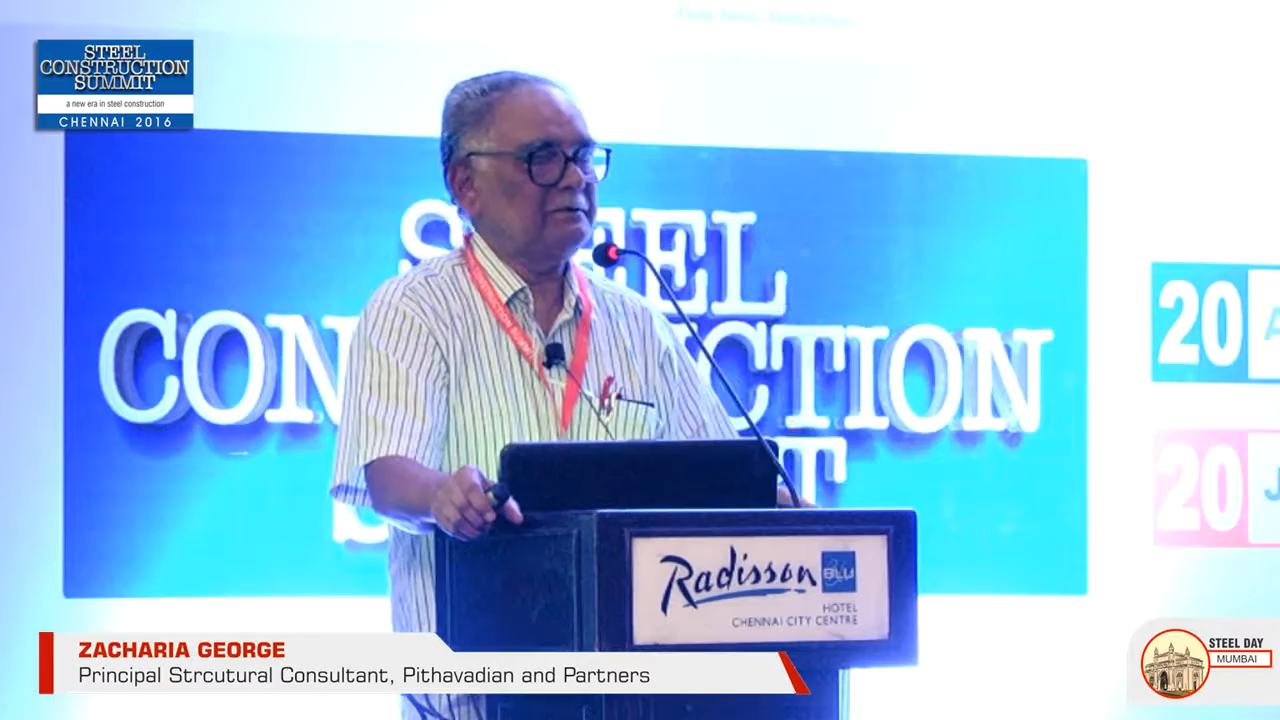 STEEL
CONSTRUCTION
SUMMIT
a new era in steel construction
CHENNAI 2016
CONSTRUCTION
20
20
Radisson
BLU
HOTEL
CHENNAI CITY CENTRE
ZACHARIA GEORGE
Principal Strcutural Consultant, Pithavadian and Partners
STEEL DAY
MUMBAI